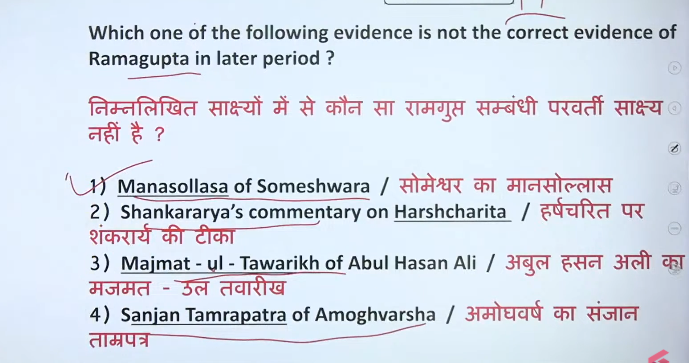 Which one of the following evidence is not the correct evidence of
Ramagupta in later period ?
निम्नलिखित साक्ष्यों में से कौन सा रामगुप्त सम्बंधी परवर्ती साक्ष्य
नहीं है ?
1) Manasollasa of Someshwara / सोमेश्वर का मानसोल्लास
2) Shankararya's commentary on Harshcharita / हर्षचरित पर
शंकरार्य की टीका
3) Majmat - ul - Tawarikh of Abul Hasan Ali / अबुल हसन अली का
मजमत - उल तवारीख
4) Sanjan Tamrapatra of Amoghvarsha / अमोघवर्ष का संजान
ताम्रपत्र